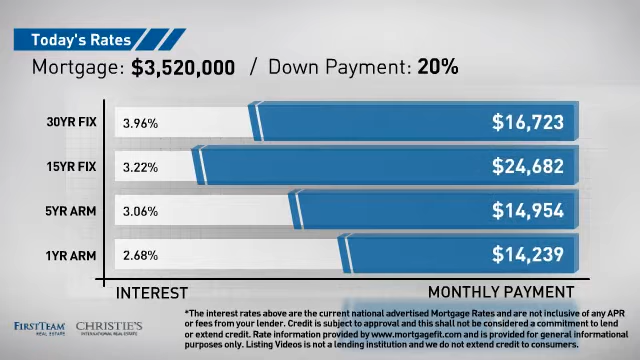 Today's Rates
Mortgage: $3,520,000 / Down Payment: 20%
30YR FIX 3.96% $16,723
15YR FIX 3.22% $24,682
5YR ARM 3.06% $14,954
1YR ARM 2.68% $14,239
INTEREST MONTHLY PAYMENT
*The interest rates above are the current national advertised Mortgage Rates and are not inclusive of any APR
or fees from your lender. Credit is subject to approval and this shall not be considered a commitment to lend
or extend credit. Rate information provided by www.mortgagefit.com and is provided for general informational
purposes only. Listing Videos is not a lending institution and we do not extend credit to consumers.
FIRSTTEAM CHRISTIE'S
REAL ESTATE INTERNATIONAL REAL ESTATE